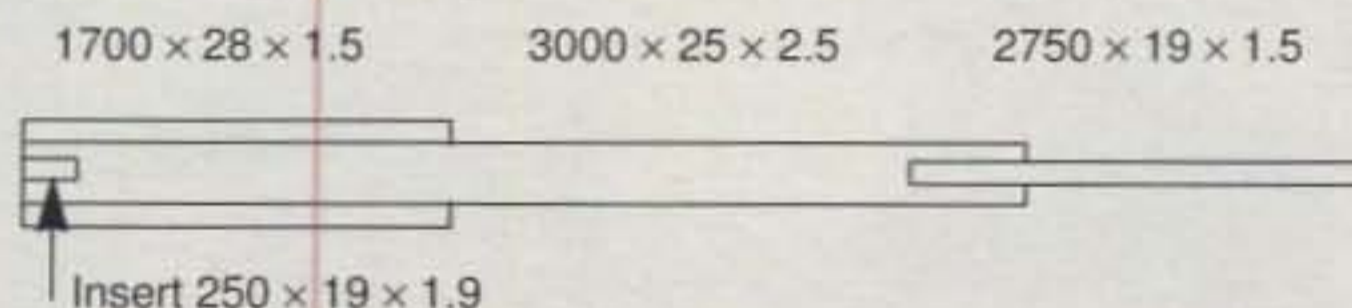 1700 × 28 × 1.5 3000 × 25 × 2.5 2750 × 19 × 1.5
Insert 250 × 19 × 1.9